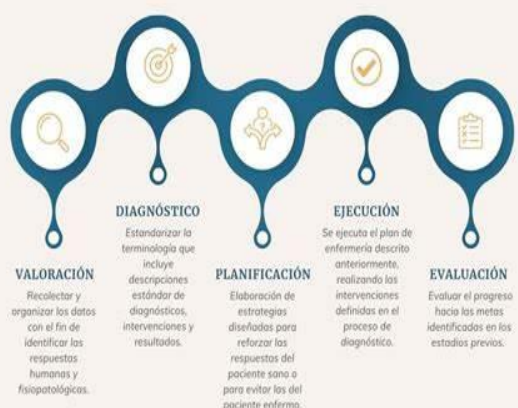 VALORACIÓN
Recolectar y
organizar los datos
con el fin de
identificar las
respuestas
humanas y
fisiopatológicas.
DIAGNÓSTICO
Estandarizar la
terminología que
incluye
descripciones
estándar de
diagnósticos,
intervenciones y
resultados.
PLANIFICACIÓN
Elaboración de
estrategias
diseñadas para
reforzar las
respuestas del
paciente sano o
para evitar las del
paciente enfermo.
EJECUCIÓN
Se ejecuta el plan de
enfermería descrito
anteriormente,
realizando las
intervenciones
definidas en el
proceso de
diagnóstico.
EVALUACIÓN
Evaluar el progreso
hacia las metas
identificadas en los
estadios previos.